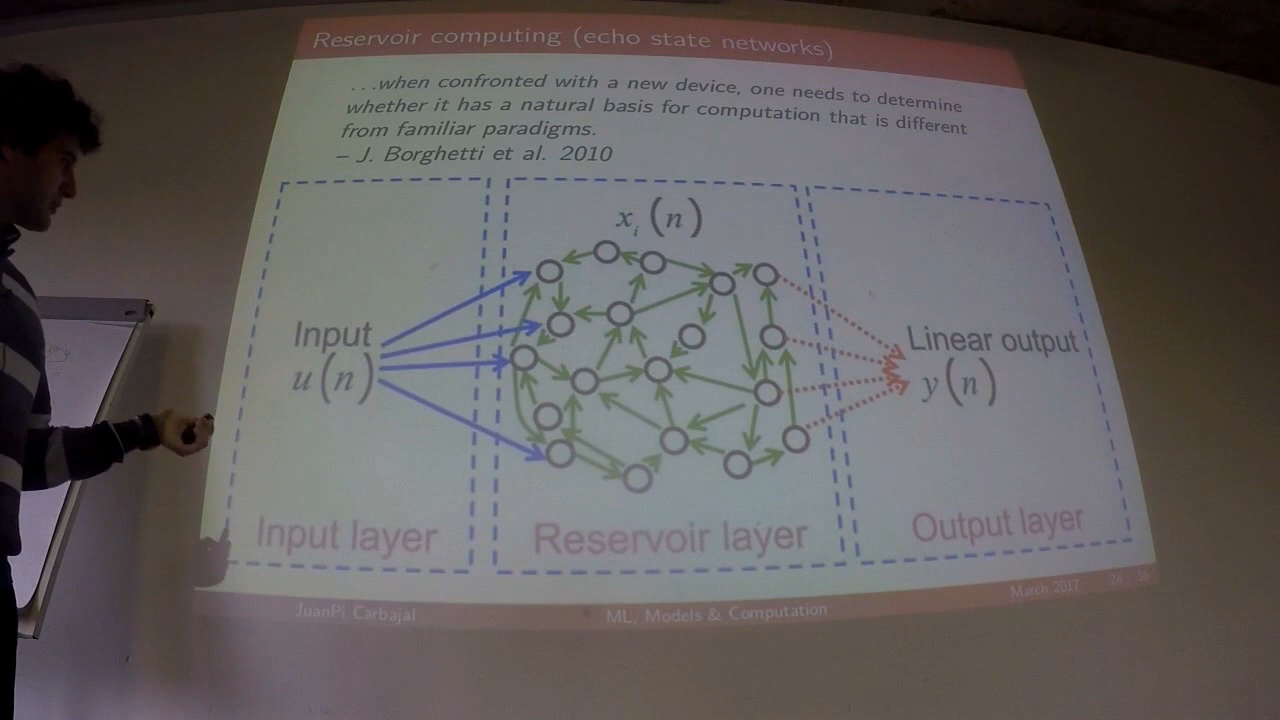 Reservoir computing (echo state networks)
...when confronted with a new device, one needs to determine
whether it has a natural basis for computation that is different
from familiar paradigms.
– J. Borghetti et al. 2010
x_i (n)
Input
u(n)
Linear output
y(n)
Input layer
Reservoir layer
Output layer
JuanPi Carbajal
ML, Models & Computation
March 2017
24 /